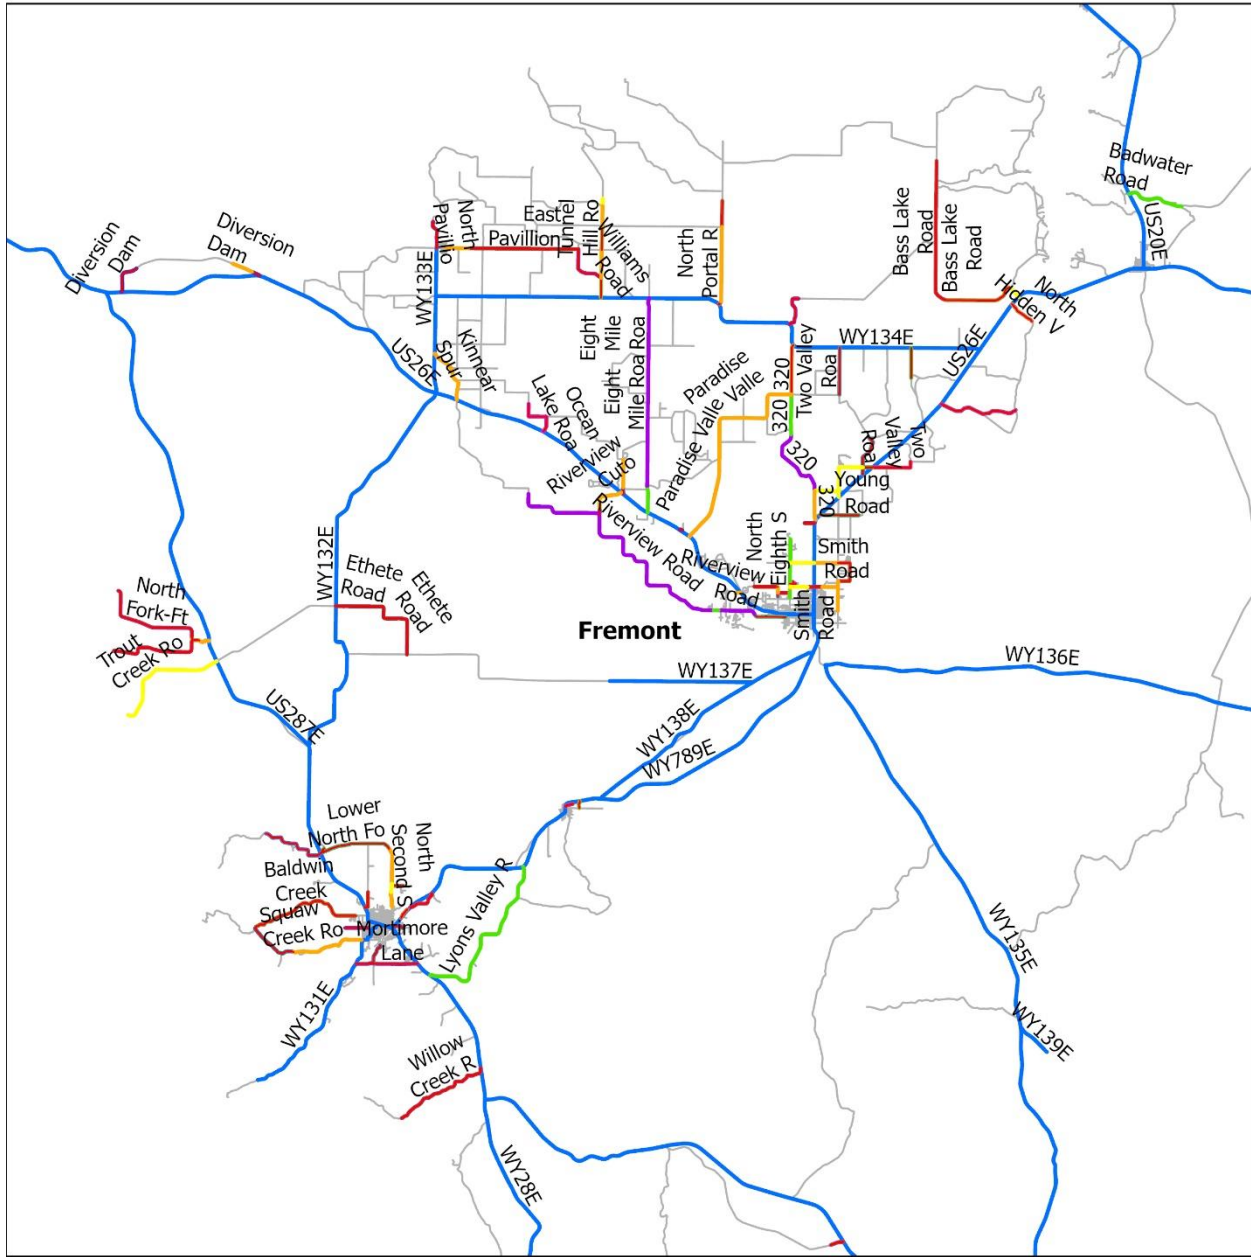 Badwater
Road
US20E
Diversion
Dam
Diversion
Dam
North
Pavillio
East
Pavillion
Tunnel
Hill Ro
Williams
Road
North
Portal R
Bass Lake
Road
Bass Lake
Road
North
Hidden V
WY133E
US26E
Spur
Kinnear
Eight
Mile
Eight
Mile Roa
Roa
Paradise
Valle
Paradise Valle
Two Valley
Roa
320
320
320
320
WY134E
US26E
Lake Roa
Ocean
Riverview
Cuto
Riverview Road
Riverview
Road
North
Eighth S
Two
Valley
Roa
Young
Road
Smith
Road
Smith
Road
WY132E
Ethete
Road
Ethete
Road
North
Fork-Ft
Trout
Creek Ro
Fremont
WY137E
WY136E
US287E
WY138E
WY789E
Lower
North Fo
North
Second S
Baldwin
Creek
Squaw
Creek Ro
Mortimore
Lane
Lyons Valley R
WY131E
WY135E
WY139E
Willow
Creek R
WY28E